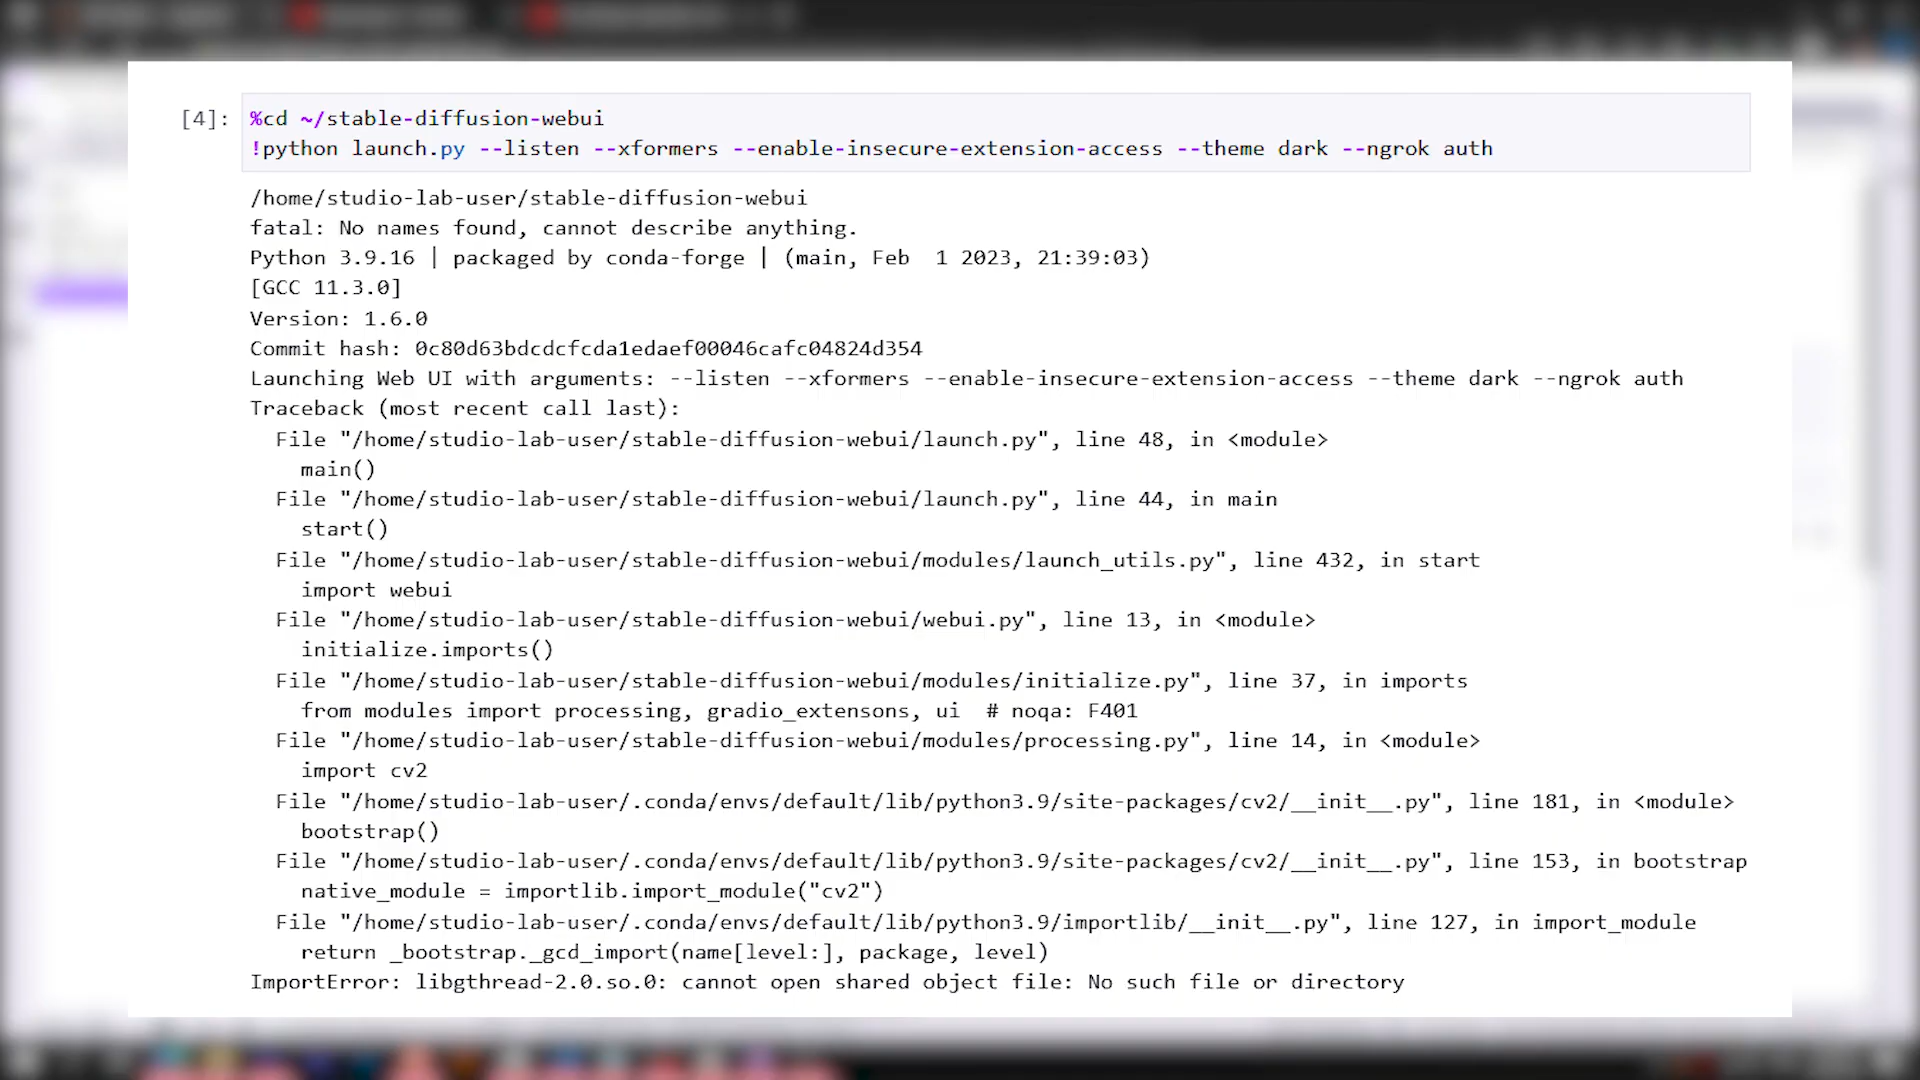 [4]: %cd ~/stable-diffusion-webui
!python launch.py --listen --xformers --enable-insecure-extension-access --theme dark --ngrok auth
/home/studio-lab-user/stable-diffusion-webui
fatal: No names found, cannot describe anything.
Python 3.9.16 | packaged by conda-forge | (main, Feb  1 2023, 21:39:03)
[GCC 11.3.0]
Version: 1.6.0
Commit hash: 0c80d63bdcdcfcda1edaef00046cafc04824d354
Launching Web UI with arguments: --listen --xformers --enable-insecure-extension-access --theme dark --ngrok auth
Traceback (most recent call last):
  File "/home/studio-lab-user/stable-diffusion-webui/launch.py", line 48, in <module>
    main()
  File "/home/studio-lab-user/stable-diffusion-webui/launch.py", line 44, in main
    start()
  File "/home/studio-lab-user/stable-diffusion-webui/modules/launch_utils.py", line 432, in start
    import webui
  File "/home/studio-lab-user/stable-diffusion-webui/webui.py", line 13, in <module>
    initialize.imports()
  File "/home/studio-lab-user/stable-diffusion-webui/modules/initialize.py", line 37, in imports
    from modules import processing, gradio_extensons, ui  # noqa: F401
  File "/home/studio-lab-user/stable-diffusion-webui/modules/processing.py", line 14, in <module>
    import cv2
  File "/home/studio-lab-user/.conda/envs/default/lib/python3.9/site-packages/cv2/__init__.py", line 181, in <module>
    bootstrap()
  File "/home/studio-lab-user/.conda/envs/default/lib/python3.9/site-packages/cv2/__init__.py", line 153, in bootstrap
    native_module = importlib.import_module("cv2")
  File "/home/studio-lab-user/.conda/envs/default/lib/python3.9/importlib/__init__.py", line 127, in import_module
    return _bootstrap._gcd_import(name[level:], package, level)
ImportError: libgthread-2.0.so.0: cannot open shared object file: No such file or directory